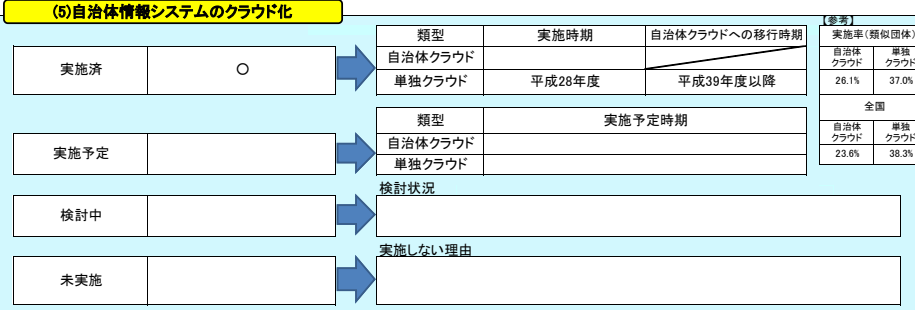 (5)自治体情報システムのクラウド化
【参考】
実施済 ○
類型 実施時期 自治体クラウドへの移行時期
自治体クラウド
単独クラウド 平成28年度 平成39年度以降
実施率(類似団体)
自治体クラウド 単独クラウド
26.1% 37.0%
全国
自治体クラウド 単独クラウド
23.6% 38.3%
実施予定
類型 実施予定時期
自治体クラウド
単独クラウド
検討中
検討状況
未実施
実施しない理由